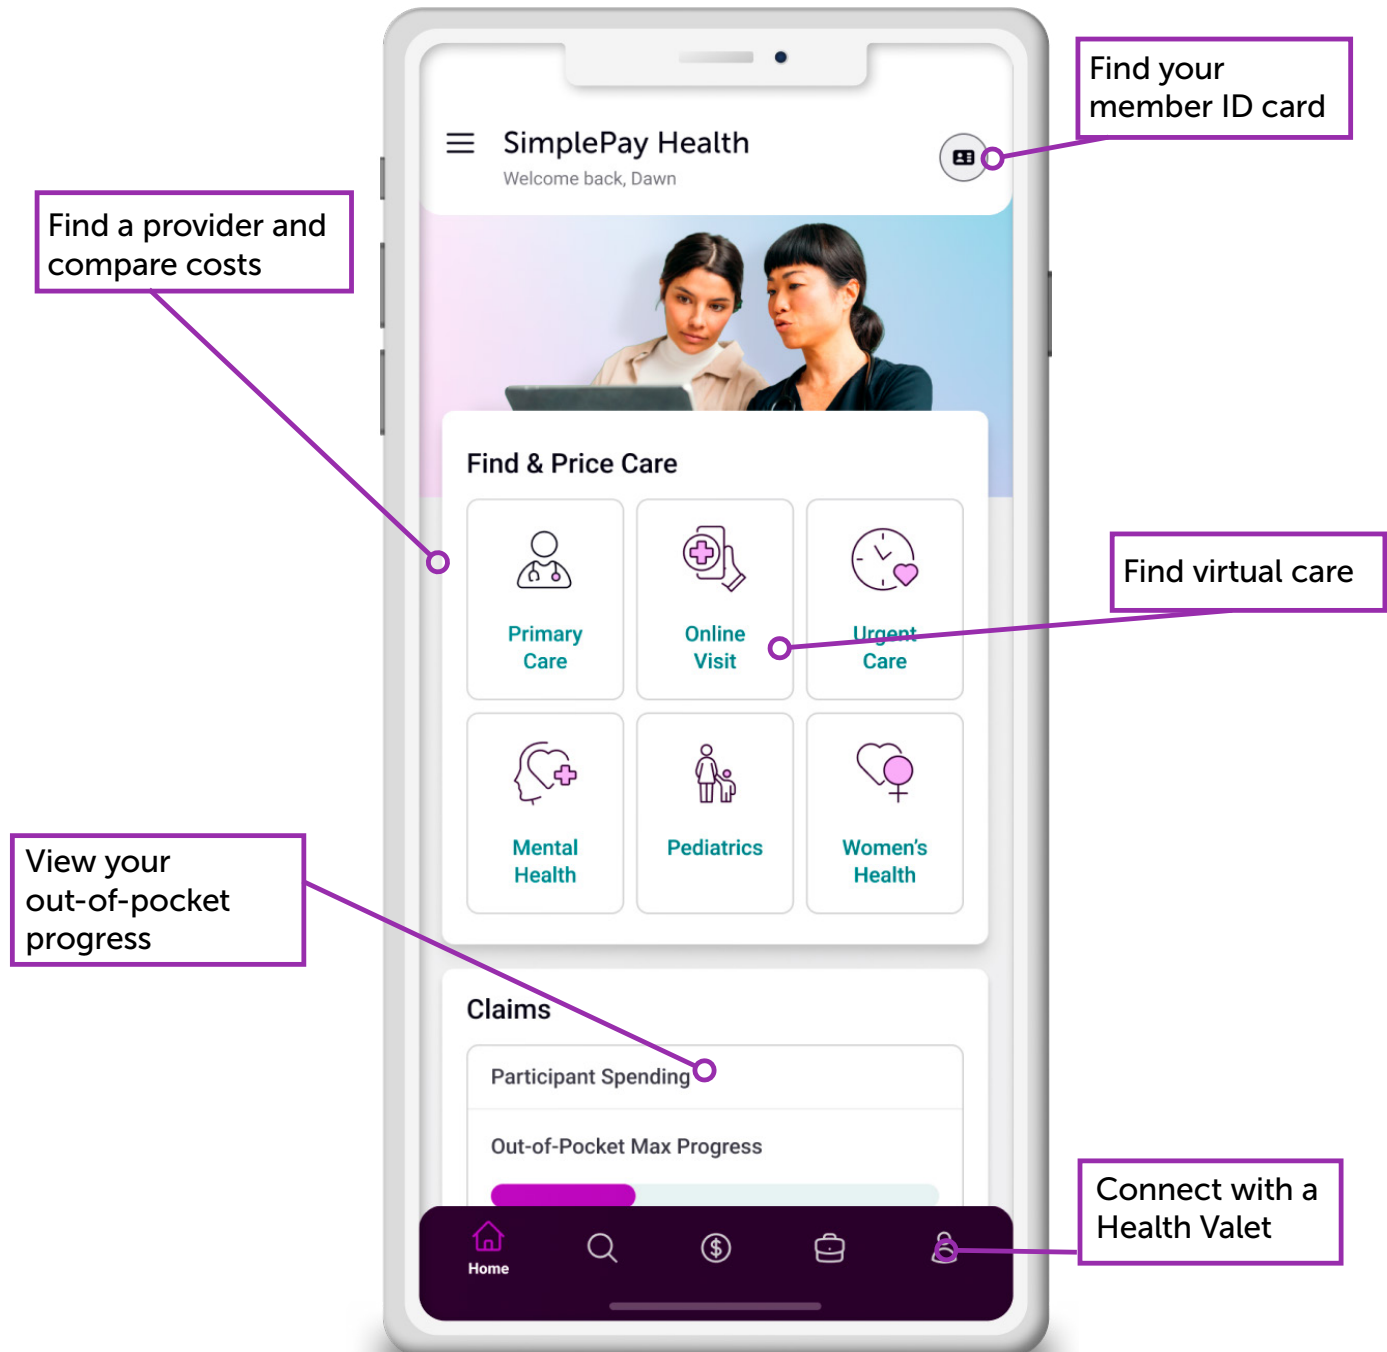 Find your
member ID card
SimplePay Health
Welcome back, Dawn
Find a provider and
compare costs
Find & Price Care
Primary
Care
Online
Visit
Urgent
Care
Find virtual care
Mental
Health
Pediatrics
Women's
Health
View your
out-of-pocket
progress
Claims
Participant Spending
Out-of-Pocket Max Progress
Connect with a
Health Valet
Home